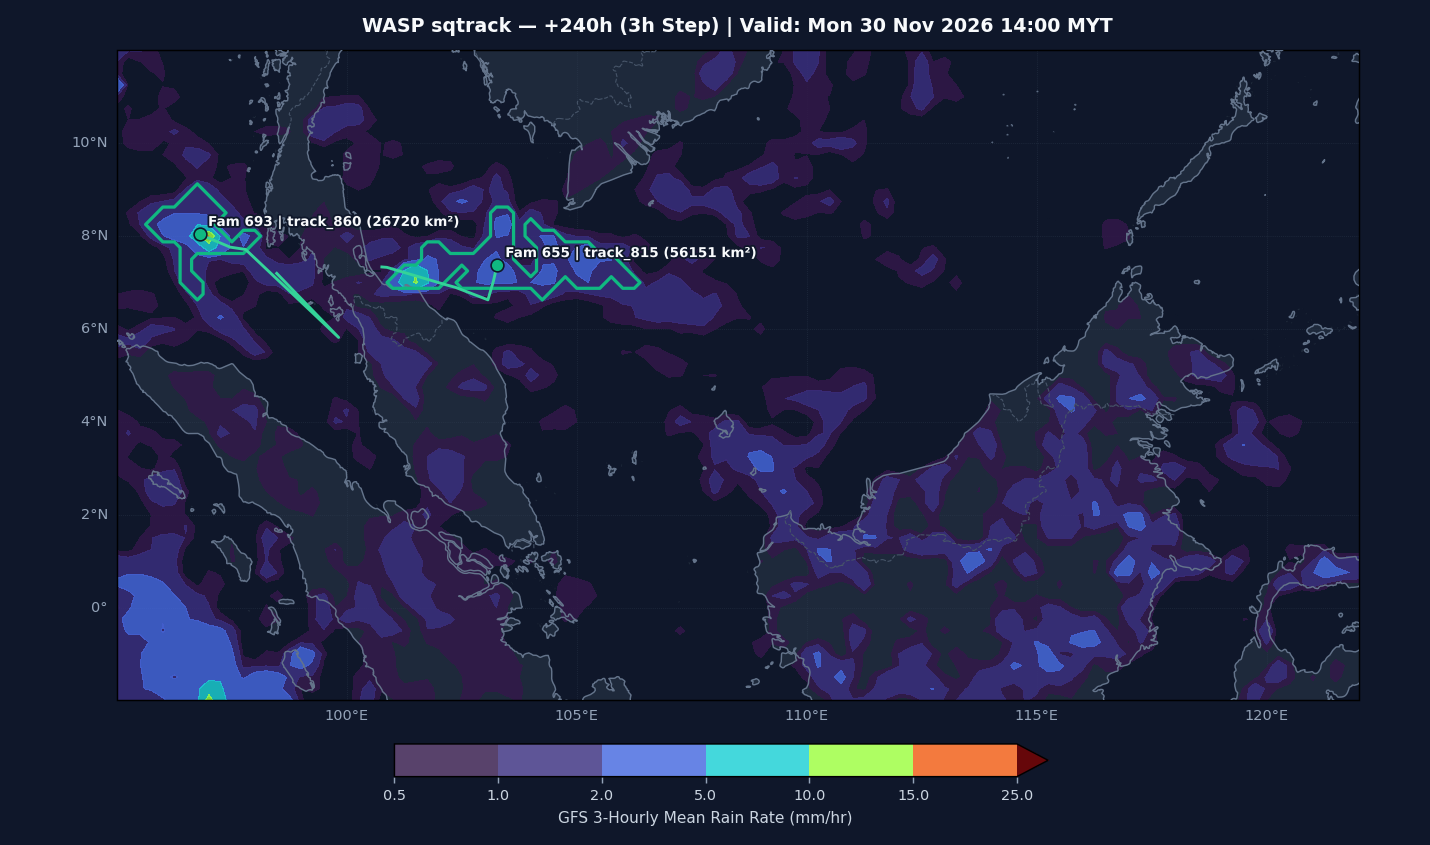 WASP sqtrack — +240h (3h Step) | Valid: Mon 30 Nov 2026 14:00 MYT
10°N
8°N
6°N
4°N
2°N
0°
Fam 693 | track_860 (26720 km²)
Fam 655 | track_815 (56151 km²)
100°E 105°E 110°E 115°E 120°E
0.5 1.0 2.0 5.0 10.0 15.0 25.0
GFS 3-Hourly Mean Rain Rate (mm/hr)